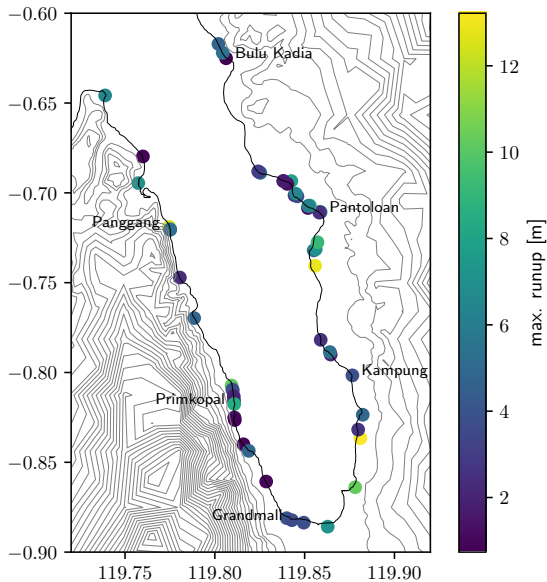 −0.60
−0.65
−0.70
−0.75
−0.80
−0.85
−0.90
119.75
119.80
119.85
119.90
Bulu Kadia
Pantoloan
Panggang
Kampung
Primkopal
Grandmall
12
10
8
6
4
2
max. runup [m]